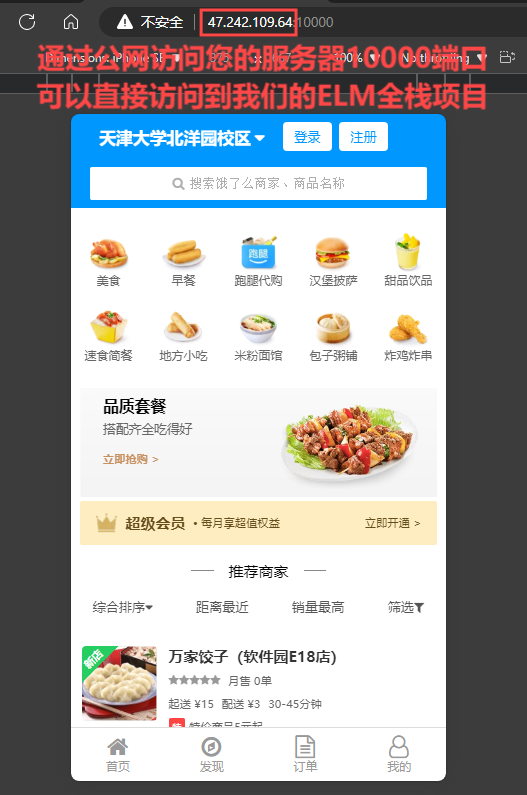 不安全 47.242.109.64:10000
通过公网访问您的服务器10000端口
可以直接访问到我们的ELM全栈项目
天津大学北洋园校区 登录 注册
搜索饿了么商家、商品名称
美食 早餐 跑腿代购 汉堡披萨 甜品饮品
跑腿
速食简餐 地方小吃 米粉面馆 包子粥铺 炸鸡炸串
品质套餐
搭配齐全吃得好
立即抢购 >
超级会员 • 每月享超值权益 立即开通 >
推荐商家
综合排序 距离最近 销量最高 筛选
新店
万家饺子(软件园E18店)
月售 0单
起送 ¥15 配送 ¥3 30-45分钟
特价商品5元起
首页 发现 订单 我的